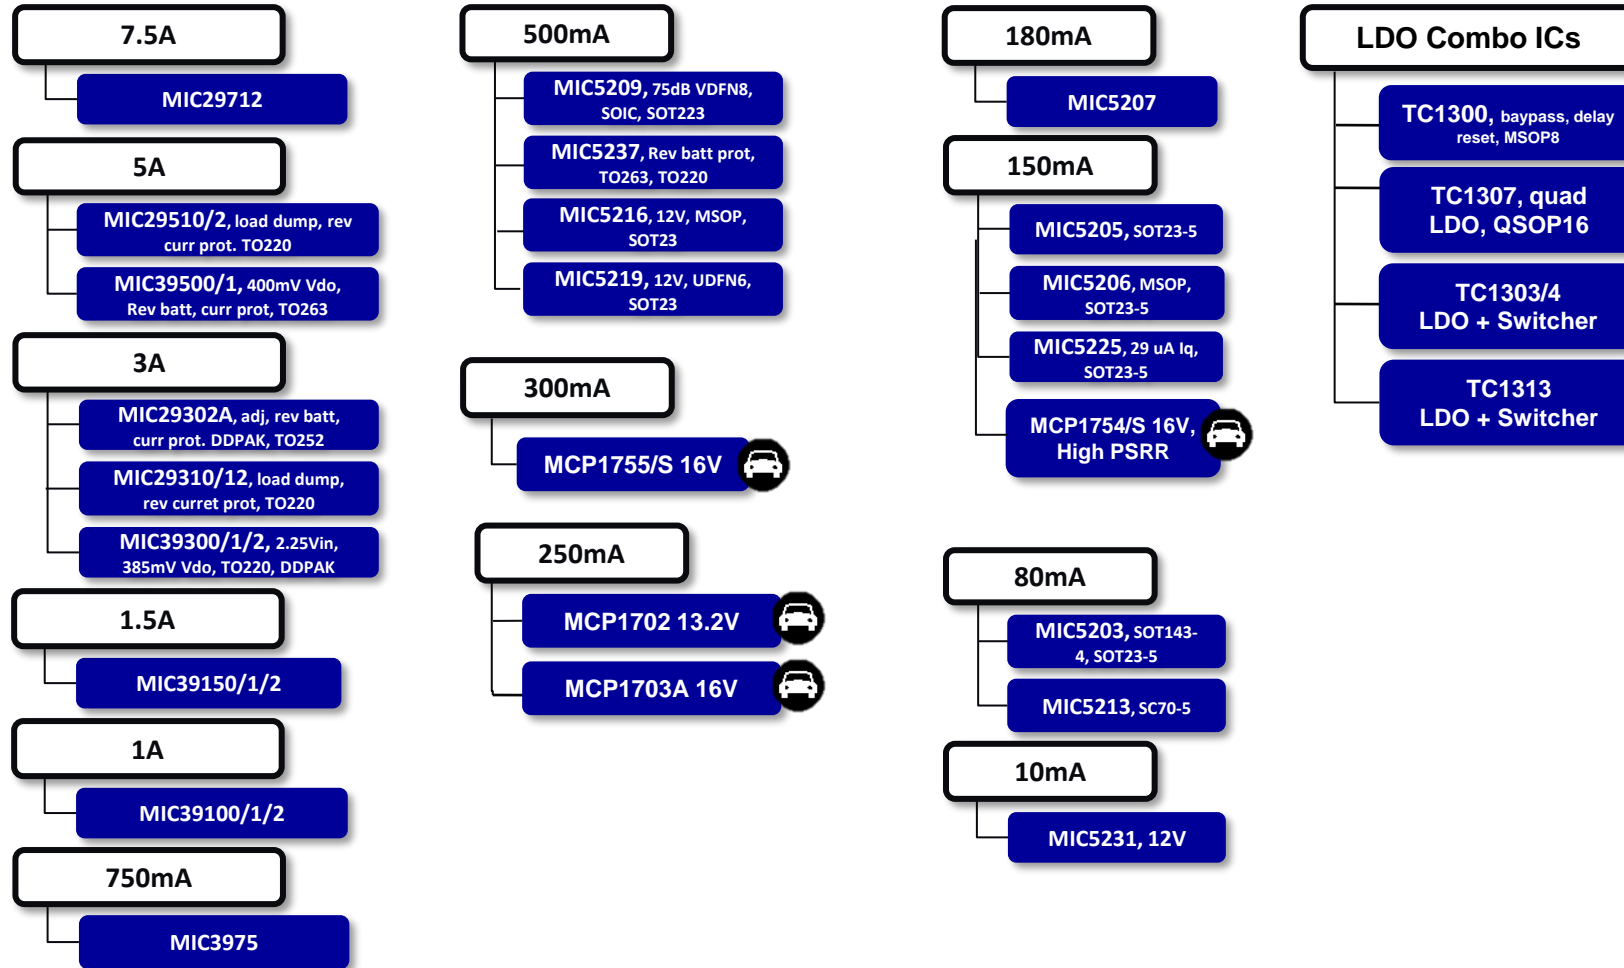 7.5A
MIC29712
5A
MIC29510/2, load dump, rev
curr prot. TO220
MIC39500/1, 400mV Vdo,
Rev batt, curr prot, TO263
3A
MIC29302A, adj, rev batt,
curr prot. DDPAK, TO252
MIC29310/12, load dump,
rev curret prot, TO220
MIC39300/1/2, 2.25Vin,
385mV Vdo, TO220, DDPAK
1.5A
MIC39150/1/2
1A
MIC39100/1/2
750mA
MIC3975
500mA
MIC5209, 75dB VDFN8,
SOIC, SOT223
MIC5237, Rev batt prot,
TO263, TO220
MIC5216, 12V, MSOP,
SOT23
MIC5219, 12V, UDFN6,
SOT23
300mA
MCP1755/S 16V
250mA
MCP1702 13.2V
MCP1703A 16V
180mA
MIC5207
150mA
MIC5205, SOT23-5
MIC5206, MSOP,
SOT23-5
MIC5225, 29 uA Iq,
SOT23-5
MCP1754/S 16V,
High PSRR
80mA
MIC5203, SOT143-
4, SOT23-5
MIC5213, SC70-5
10mA
MIC5231, 12V
LDO Combo ICs
TC1300, baypass, delay
reset, MSOP8
TC1307, quad
LDO, QSOP16
TC1303/4
LDO + Switcher
TC1313
LDO + Switcher